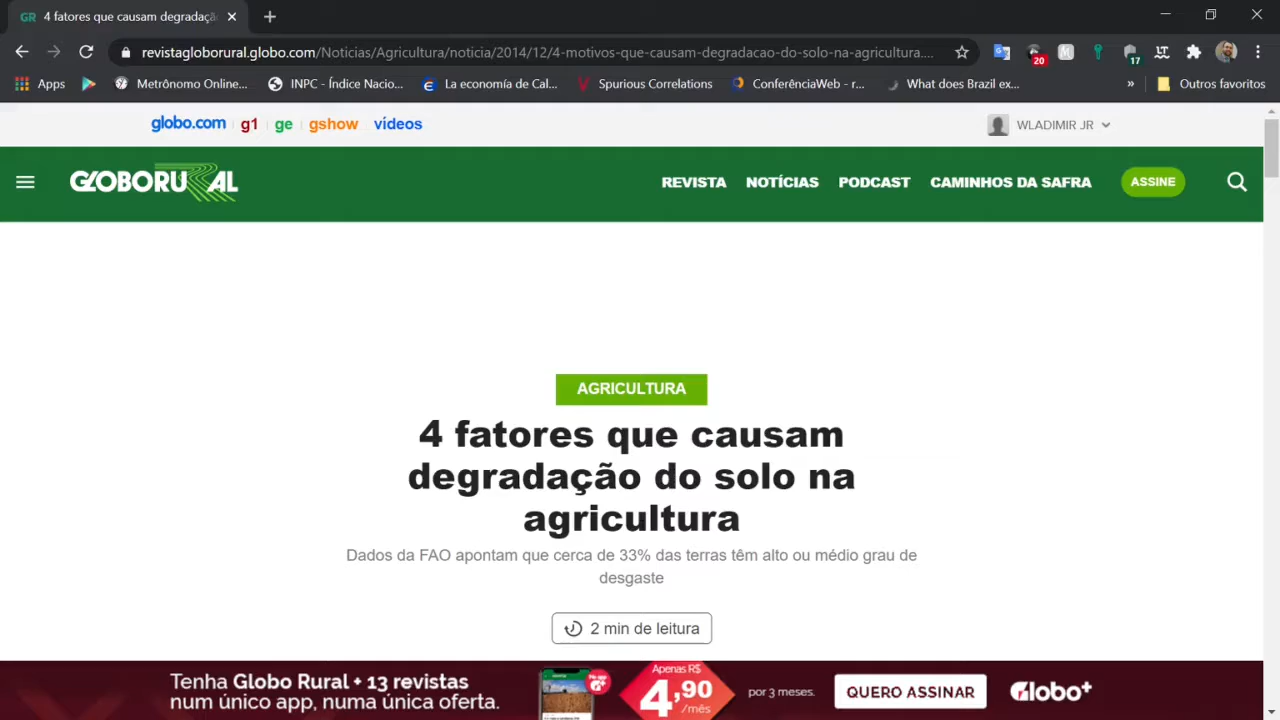 4 fatores que causam degradaçã
revistagloborural.globo.com/Noticias/Agricultura/noticia/2014/12/4-motivos-que-causam-degradacao-do-solo-na-agricultura....
20
17
Apps
Metrônomo Online...
INPC - Índice Nacio...
La economía de Cal...
Spurious Correlations
ConferênciaWeb - r...
What does Brazil ex...
»
Outros favoritos
globo.com g1 ge gshow videos
WLADIMIR JR
GLOBORURAL
REVISTA NOTÍCIAS PODCAST CAMINHOS DA SAFRA ASSINE
AGRICULTURA
4 fatores que causam
degradação do solo na
agricultura
Dados da FAO apontam que cerca de 33% das terras têm alto ou médio grau de
desgaste
2 min de leitura
Tenha Globo Rural + 13 revistas
num único app, numa única oferta.
Apenas R$
4,90
/mês
por 3 meses.
QUERO ASSINAR
Globo+